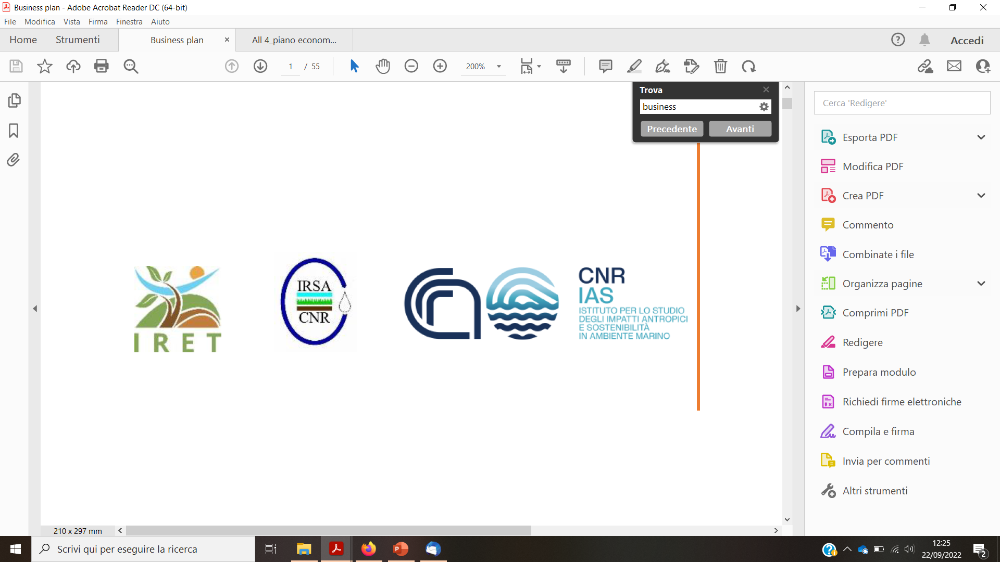 Business plan - Adobe Acrobat Reader DC (64-bit)
File Modifica Vista Firma Finestra Aiuto
Home Strumenti Business plan × All 4_piano econom... Accedi
1 / 55 200%
Trova
business
Precedente Avanti
Cerca 'Redigere'
Esporta PDF
Modifica PDF
Crea PDF
Commento
Combinate i file
Organizza pagine
Comprimi PDF
Redigere
Prepara modulo
Richiedi firme elettroniche
Compila e firma
Invia per commenti
Altri strumenti
IRET
IRSA
CNR
CNR
IAS
ISTITUTO PER LO STUDIO
DEGLI IMPATTI ANTROPICI
E SOSTENIBILITÀ
IN AMBIENTE MARINO
210 x 297 mm
Scrivi qui per eseguire la ricerca
12:25
22/09/2022
2